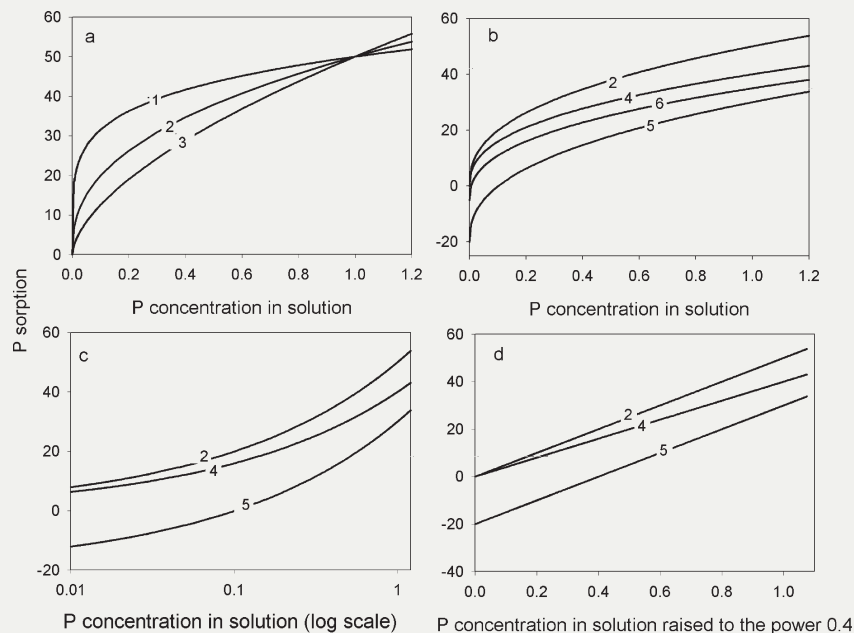 a
60
50
40
30
20
10
0
1
2
3
0.0 0.2 0.4 0.6 0.8 1.0 1.2
P concentration in solution
b
60
40
20
0
-20
2
4
6
5
0.0 0.2 0.4 0.6 0.8 1.0 1.2
P concentration in solution
P sorption
c
60
40
20
0
-20
2
4
5
0.01 0.1 1
P concentration in solution (log scale)
d
60
40
20
0
-20
-40
2
4
5
0.0 0.2 0.4 0.6 0.8 1.0
P concentration in solution raised to the power 0.4